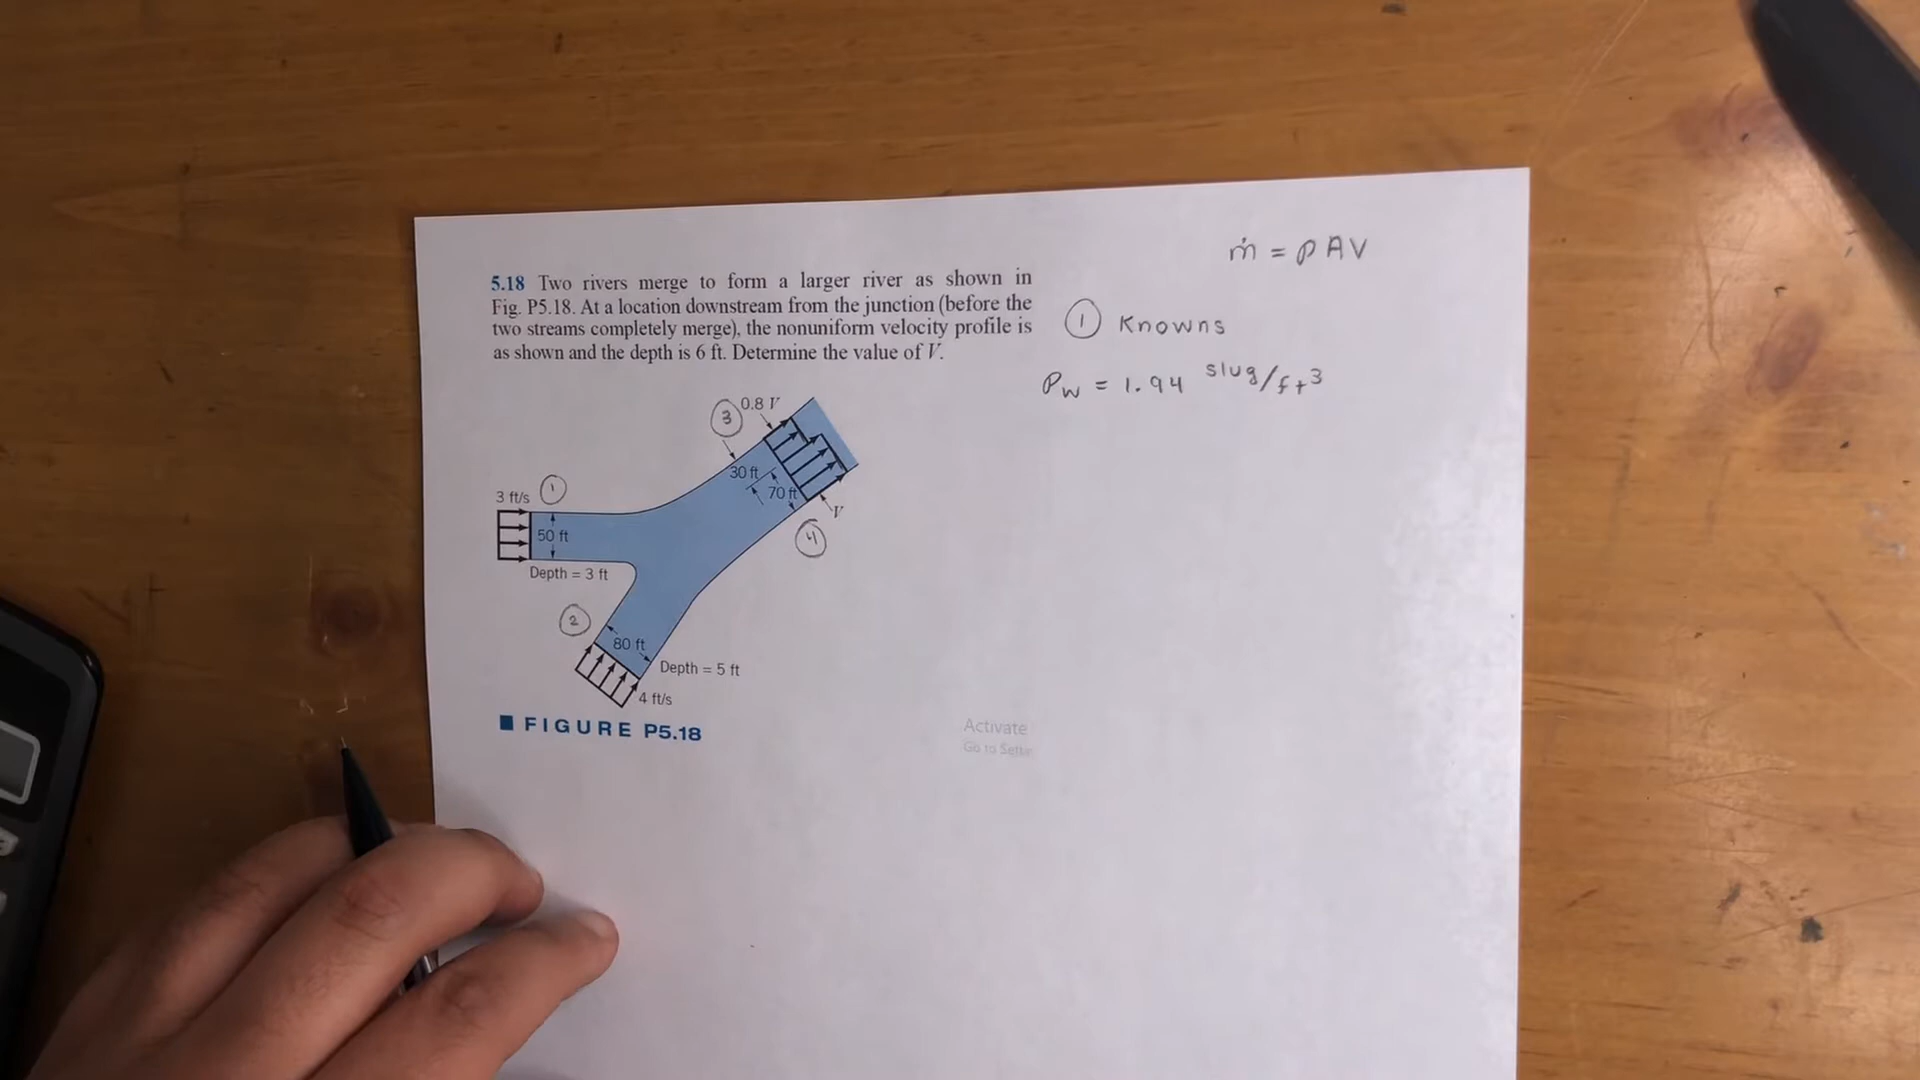 5.18 Two rivers merge to form a larger river as shown in
Fig. P5.18. At a location downstream from the junction (before the
two streams completely merge), the nonuniform velocity profile is
as shown and the depth is 6 ft. Determine the value of V.
ṁ = ρ A V
① Knowns
ρw = 1.94 slug/ft3
③ 0.8 V
30 ft
70 ft
V
④
3 ft/s ①
50 ft
Depth = 3 ft
②
80 ft
Depth = 5 ft
4 ft/s
■ FIGURE P5.18
Activate
Go to Settin